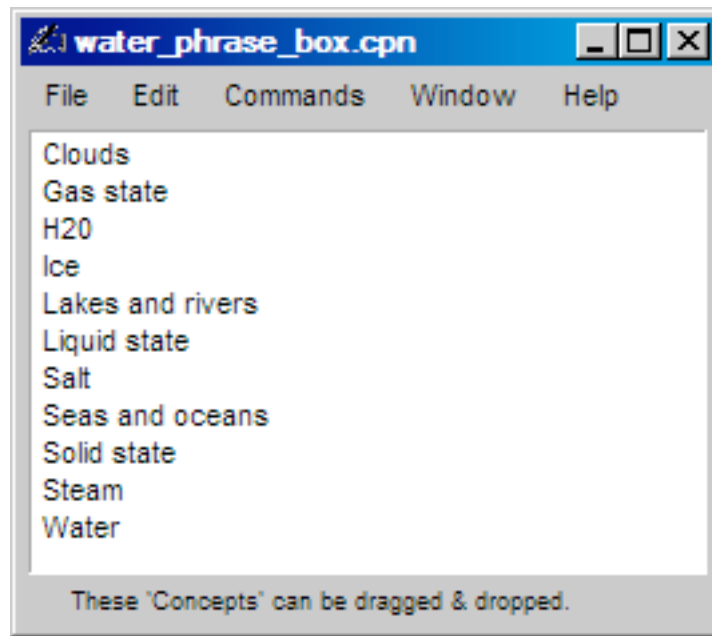 water_phrase_box.cpn
File Edit Commands Window Help
Clouds
Gas state
H20
Ice
Lakes and rivers
Liquid state
Salt
Seas and oceans
Solid state
Steam
Water
These 'Concepts' can be dragged & dropped.